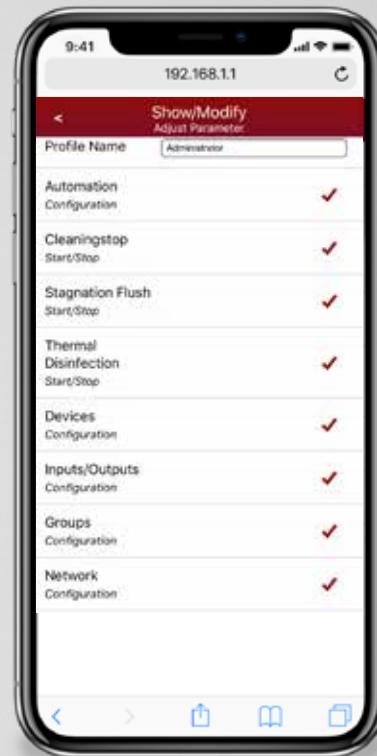 9:41
192.168.1.1
<
Show/Modify
Adjust Parameter
Profile Name Administrator
Automation
Configuration
Cleaningstop
Start/Stop
Stagnation Flush
Start/Stop
Thermal
Disinfection
Start/Stop
Devices
Configuration
Inputs/Outputs
Configuration
Groups
Configuration
Network
Configuration